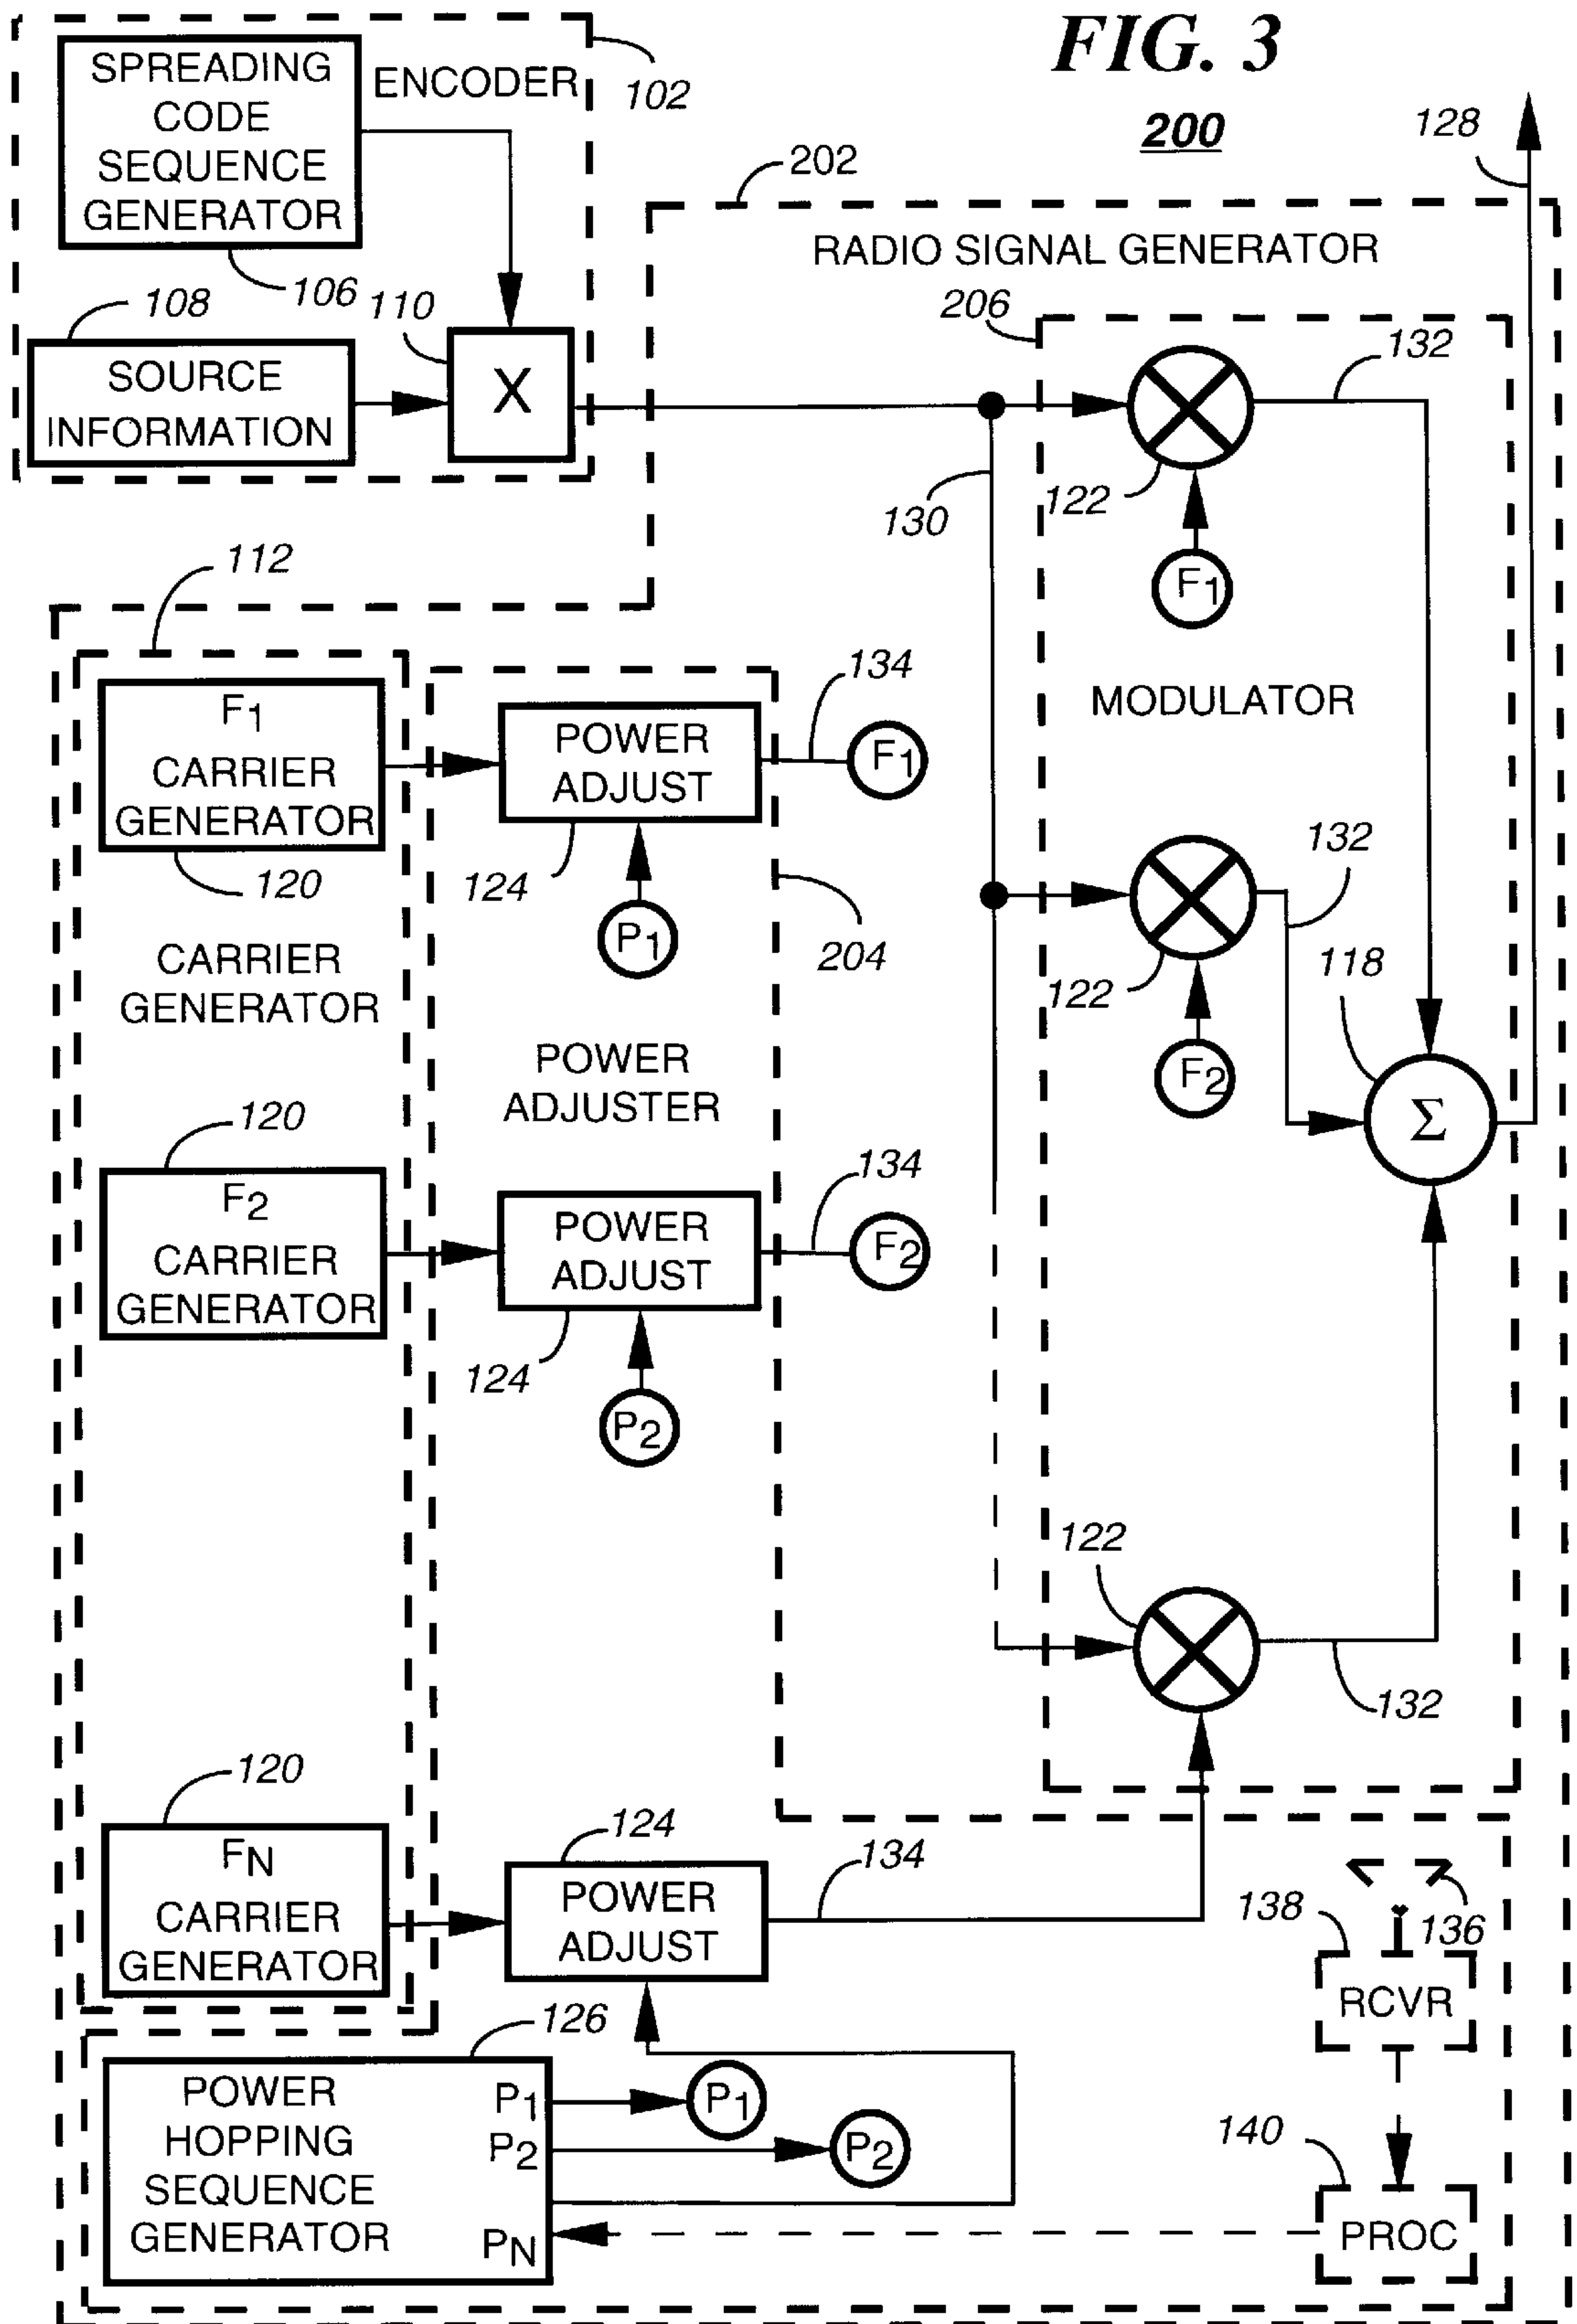 FIG. 3
200
SPREADING
CODE
SEQUENCE
GENERATOR
ENCODER
102
106
108
110
SOURCE
INFORMATION
X
128
202
RADIO SIGNAL GENERATOR
206
132
122
130
F1
112
F1
CARRIER
GENERATOR
120
POWER
ADJUST
134
F1
124
P1
204
MODULATOR
132
122
F2
118
Σ
CARRIER
GENERATOR
POWER
ADJUSTER
120
F2
CARRIER
GENERATOR
POWER
ADJUST
134
F2
124
P2
122
132
120
FN
CARRIER
GENERATOR
124
POWER
ADJUST
134
138
136
RCVR
126
POWER
HOPPING
SEQUENCE
GENERATOR
P1
P2
PN
P1
P2
140
PROC